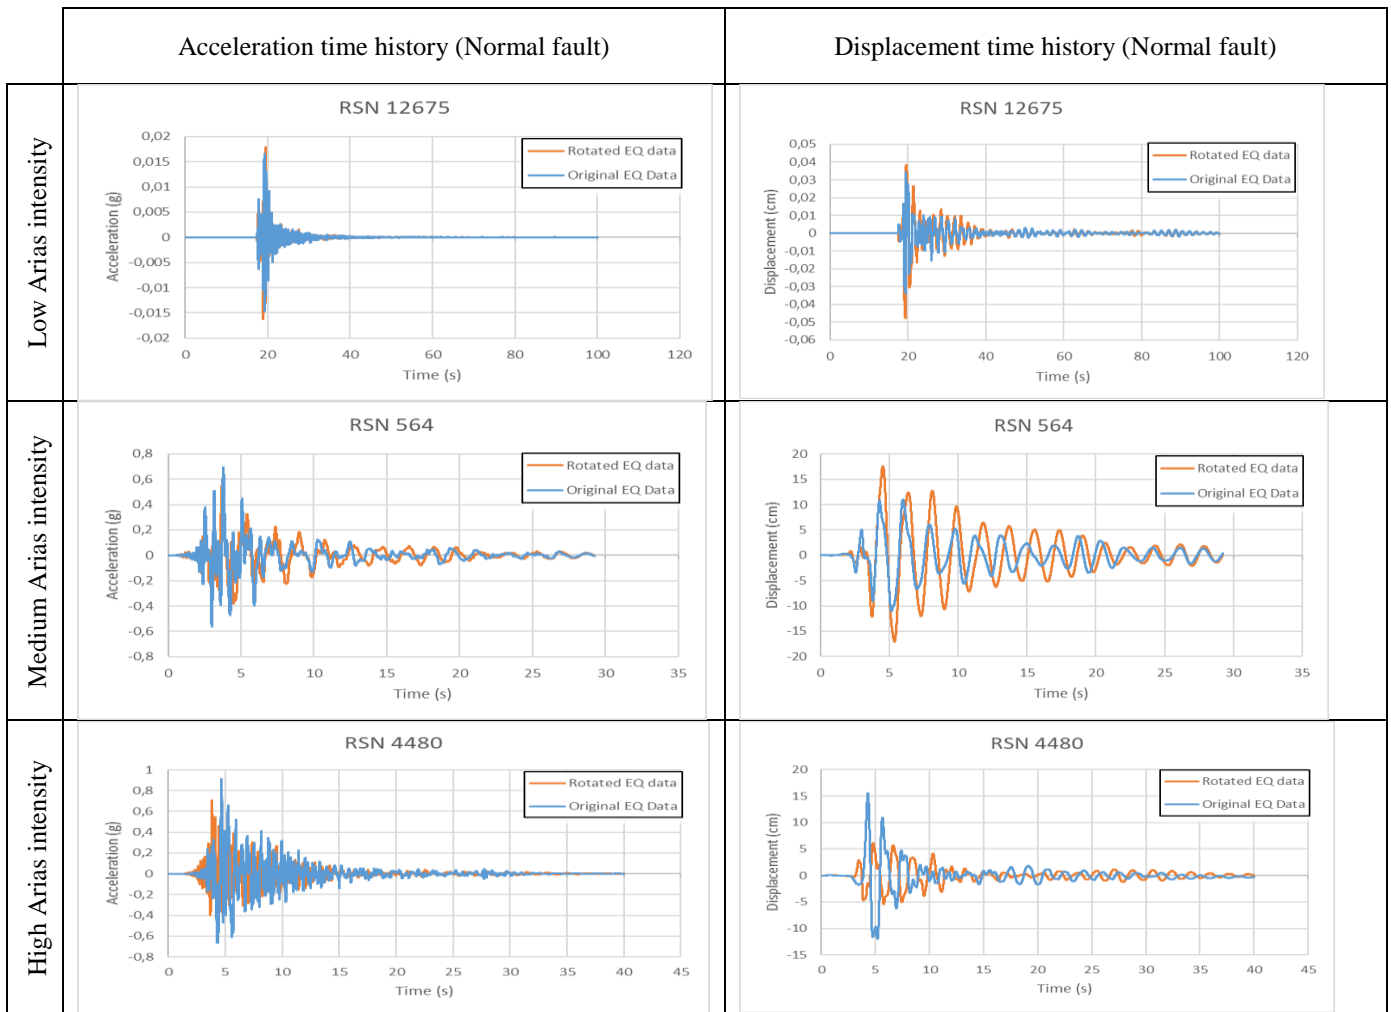 Acceleration time history (Normal fault)
Displacement time history (Normal fault)
Low Arias intensity
RSN 12675
Rotated EQ data
Original EQ Data
Acceleration (g)
0,02
0,015
0,01
0,005
0
-0,005
-0,01
-0,015
-0,02
0 20 40 60 80 100 120
Time (s)
RSN 12675
Rotated EQ data
Original EQ Data
Displacement (cm)
0,05
0,04
0,03
0,02
0,01
0
-0,01
-0,02
-0,03
-0,04
-0,05
-0,06
0 20 40 60 80 100 120
Time (s)
Medium Arias intensity
RSN 564
Rotated EQ data
Original EQ Data
Acceleration (g)
0,8
0,6
0,4
0,2
0
-0,2
-0,4
-0,6
-0,8
0 5 10 15 20 25 30 35
Time (s)
RSN 564
Rotated EQ data
Original EQ Data
Displacement (cm)
20
15
10
5
0
-5
-10
-15
-20
0 5 10 15 20 25 30 35
Time (s)
High Arias intensity
RSN 4480
Rotated EQ data
Original EQ Data
Acceleration (g)
1
0,8
0,6
0,4
0,2
0
-0,2
-0,4
-0,6
-0,8
0 5 10 15 20 25 30 35 40 45
Time (s)
RSN 4480
Rotated EQ data
Original EQ Data
Displacement (cm)
20
15
10
5
0
-5
-10
-15
0 5 10 15 20 25 30 35 40 45
Time (s)